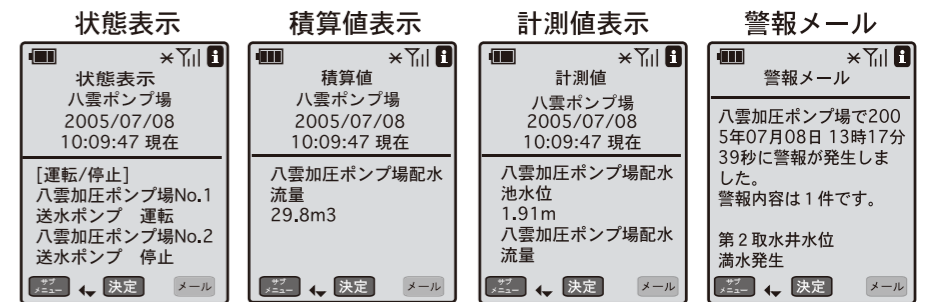 状態表示
状態表示
八雲ポンプ場
2005/07/08
10:09:47 現在
[運転/停止]
八雲加圧ポンプ場No.1
送水ポンプ　運転
八雲加圧ポンプ場No.2
送水ポンプ　停止
サブ
メニュー
決定
メール
積算値表示
積算値
八雲ポンプ場
2005/07/08
10:09:47 現在
八雲加圧ポンプ場配水
流量
29.8m3
サブ
メニュー
決定
メール
計測値表示
計測値
八雲ポンプ場
2005/07/08
10:09:47 現在
八雲加圧ポンプ場配水
池水位
1.91m
八雲加圧ポンプ場配水
流量
サブ
メニュー
決定
メール
警報メール
警報メール
八雲加圧ポンプ場で200
5年07月08日 13時17分
39秒に警報が発生しま
した。
警報内容は１件です。
第２取水井水位
満水発生
サブ
メニュー
決定
メール